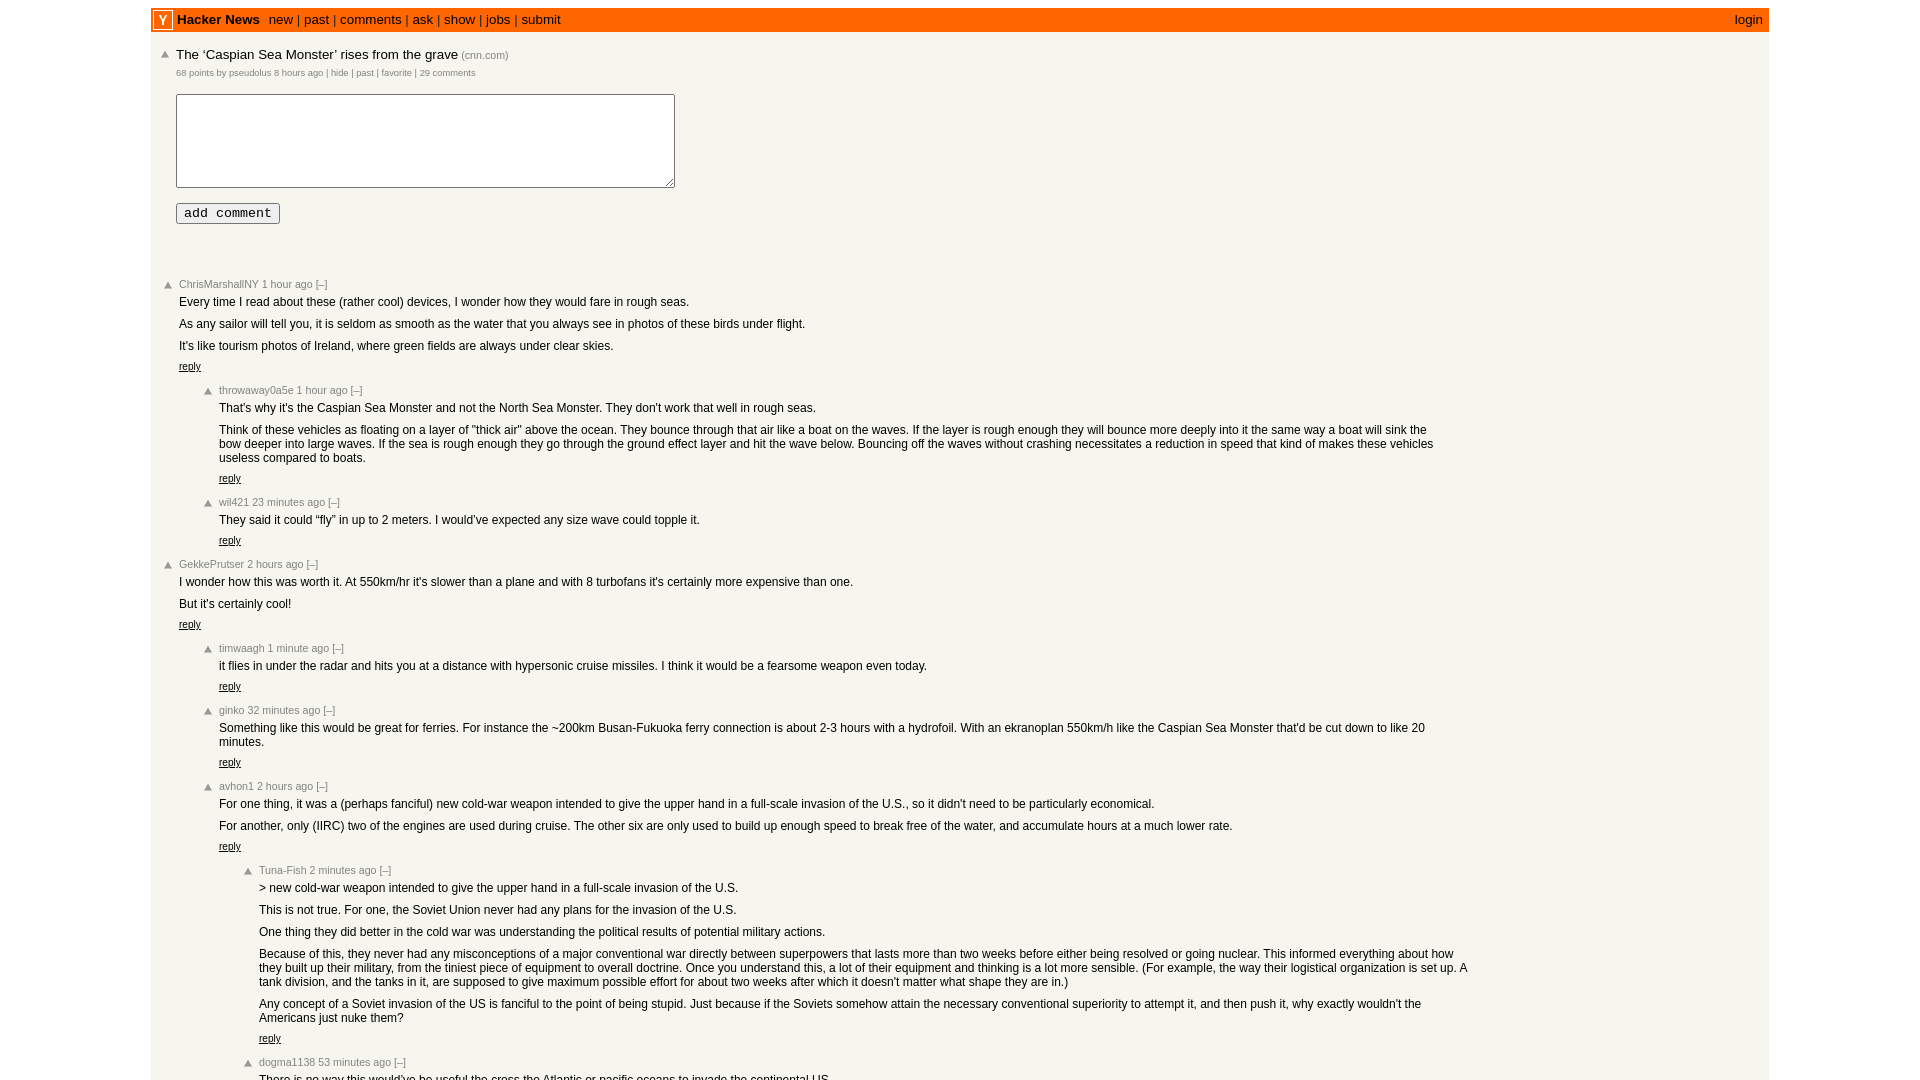 Y Hacker News new | past | comments | ask | show | jobs | submit login
The ‘Caspian Sea Monster’ rises from the grave (cnn.com)
68 points by pseudolus 8 hours ago | hide | past | favorite | 29 comments
add comment
ChrisMarshallNY 1 hour ago [–]
Every time I read about these (rather cool) devices, I wonder how they would fare in rough seas.
As any sailor will tell you, it is seldom as smooth as the water that you always see in photos of these birds under flight.
It's like tourism photos of Ireland, where green fields are always under clear skies.
reply
throwaway0a5e 1 hour ago [–]
That's why it's the Caspian Sea Monster and not the North Sea Monster. They don't work that well in rough seas.
Think of these vehicles as floating on a layer of "thick air" above the ocean. They bounce through that air like a boat on the waves. If the layer is rough enough they will bounce more deeply into it the same way a boat will sink the
bow deeper into large waves. If the sea is rough enough they go through the ground effect layer and hit the wave below. Bouncing off the waves without crashing necessitates a reduction in speed that kind of makes these vehicles
useless compared to boats.
reply
wil421 23 minutes ago [–]
They said it could “fly” in up to 2 meters. I would’ve expected any size wave could topple it.
reply
GekkePrutser 2 hours ago [–]
I wonder how this was worth it. At 550km/hr it's slower than a plane and with 8 turbofans it's certainly more expensive than one.
But it's certainly cool!
reply
timwaagh 1 minute ago [–]
it flies in under the radar and hits you at a distance with hypersonic cruise missiles. I think it would be a fearsome weapon even today.
reply
ginko 32 minutes ago [–]
Something like this would be great for ferries. For instance the ~200km Busan-Fukuoka ferry connection is about 2-3 hours with a hydrofoil. With an ekranoplan 550km/h like the Caspian Sea Monster that'd be cut down to like 20
minutes.
reply
avhon1 2 hours ago [–]
For one thing, it was a (perhaps fanciful) new cold-war weapon intended to give the upper hand in a full-scale invasion of the U.S., so it didn't need to be particularly economical.
For another, only (IIRC) two of the engines are used during cruise. The other six are only used to build up enough speed to break free of the water, and accumulate hours at a much lower rate.
reply
Tuna-Fish 2 minutes ago [–]
> new cold-war weapon intended to give the upper hand in a full-scale invasion of the U.S.
This is not true. For one, the Soviet Union never had any plans for the invasion of the U.S.
One thing they did better in the cold war was understanding the political results of potential military actions.
Because of this, they never had any misconceptions of a major conventional war directly between superpowers that lasts more than two weeks before either being resolved or going nuclear. This informed everything about how
they built up their military, from the tiniest piece of equipment to overall doctrine. Once you understand this, a lot of their equipment and thinking is a lot more sensible. (For example, the way their logistical organization is set up. A
tank division, and the tanks in it, are supposed to give maximum possible effort for about two weeks after which it doesn't matter what shape they are in.)
Any concept of a Soviet invasion of the US is fanciful to the point of being stupid. Just because if the Soviets somehow attain the necessary conventional superiority to attempt it, and then push it, why exactly wouldn't the
Americans just nuke them?
reply
dogma1138 53 minutes ago [–]
There is no way this would’ve be useful the cross the Atlantic or pacific oceans to invade the continental US.